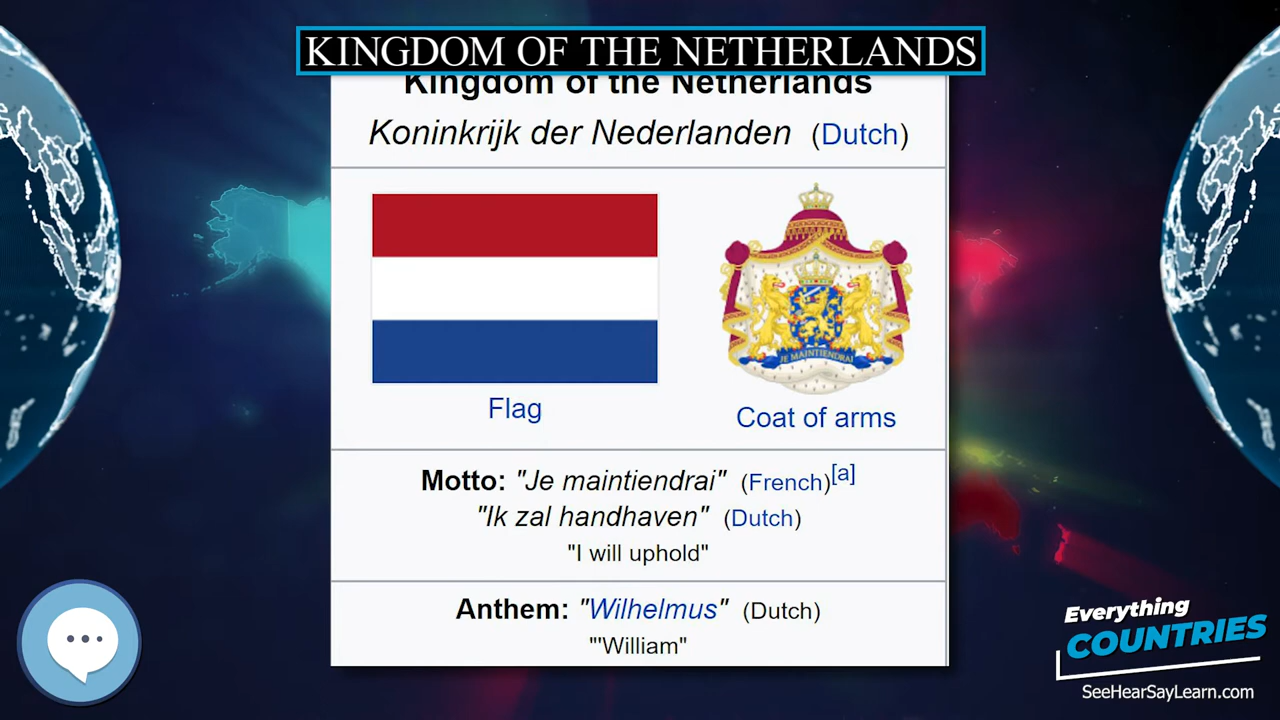 KINGDOM OF THE NETHERLANDS
Kingdom of the Netherlands
Koninkrijk der Nederlanden (Dutch)
JE MAINTIENDRAI
Flag
Coat of arms
Motto: "Je maintiendrai" (French)[a]
"Ik zal handhaven" (Dutch)
"I will uphold"
Anthem: "Wilhelmus" (Dutch)
"'William"
Everything
COUNTRIES
SeeHearSayLearn.com